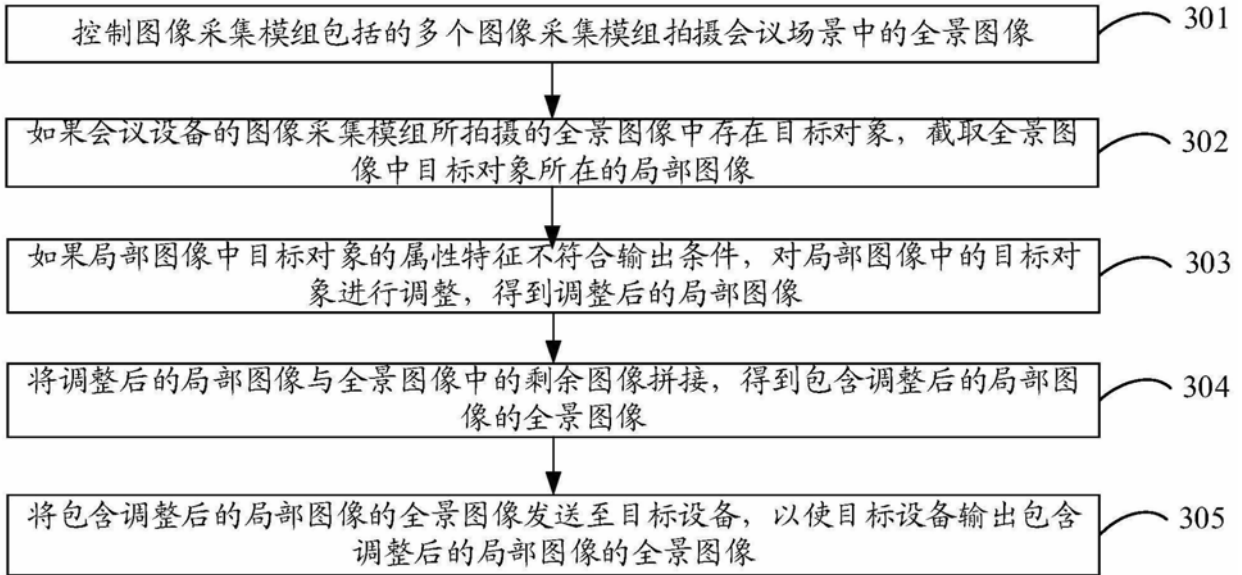 控制图像采集模组包括的多个图像采集模组拍摄会议场景中的全景图像
301
如果会议设备的图像采集模组所拍摄的全景图像中存在目标对象，截取全景图
像中目标对象所在的局部图像
302
如果局部图像中目标对象的属性特征不符合输出条件，对局部图像中的目标对
象进行调整，得到调整后的局部图像
303
将调整后的局部图像与全景图像中的剩余图像拼接，得到包含调整后的局部图
像的全景图像
304
将包含调整后的局部图像的全景图像发送至目标设备，以使目标设备输出包含
调整后的局部图像的全景图像
305